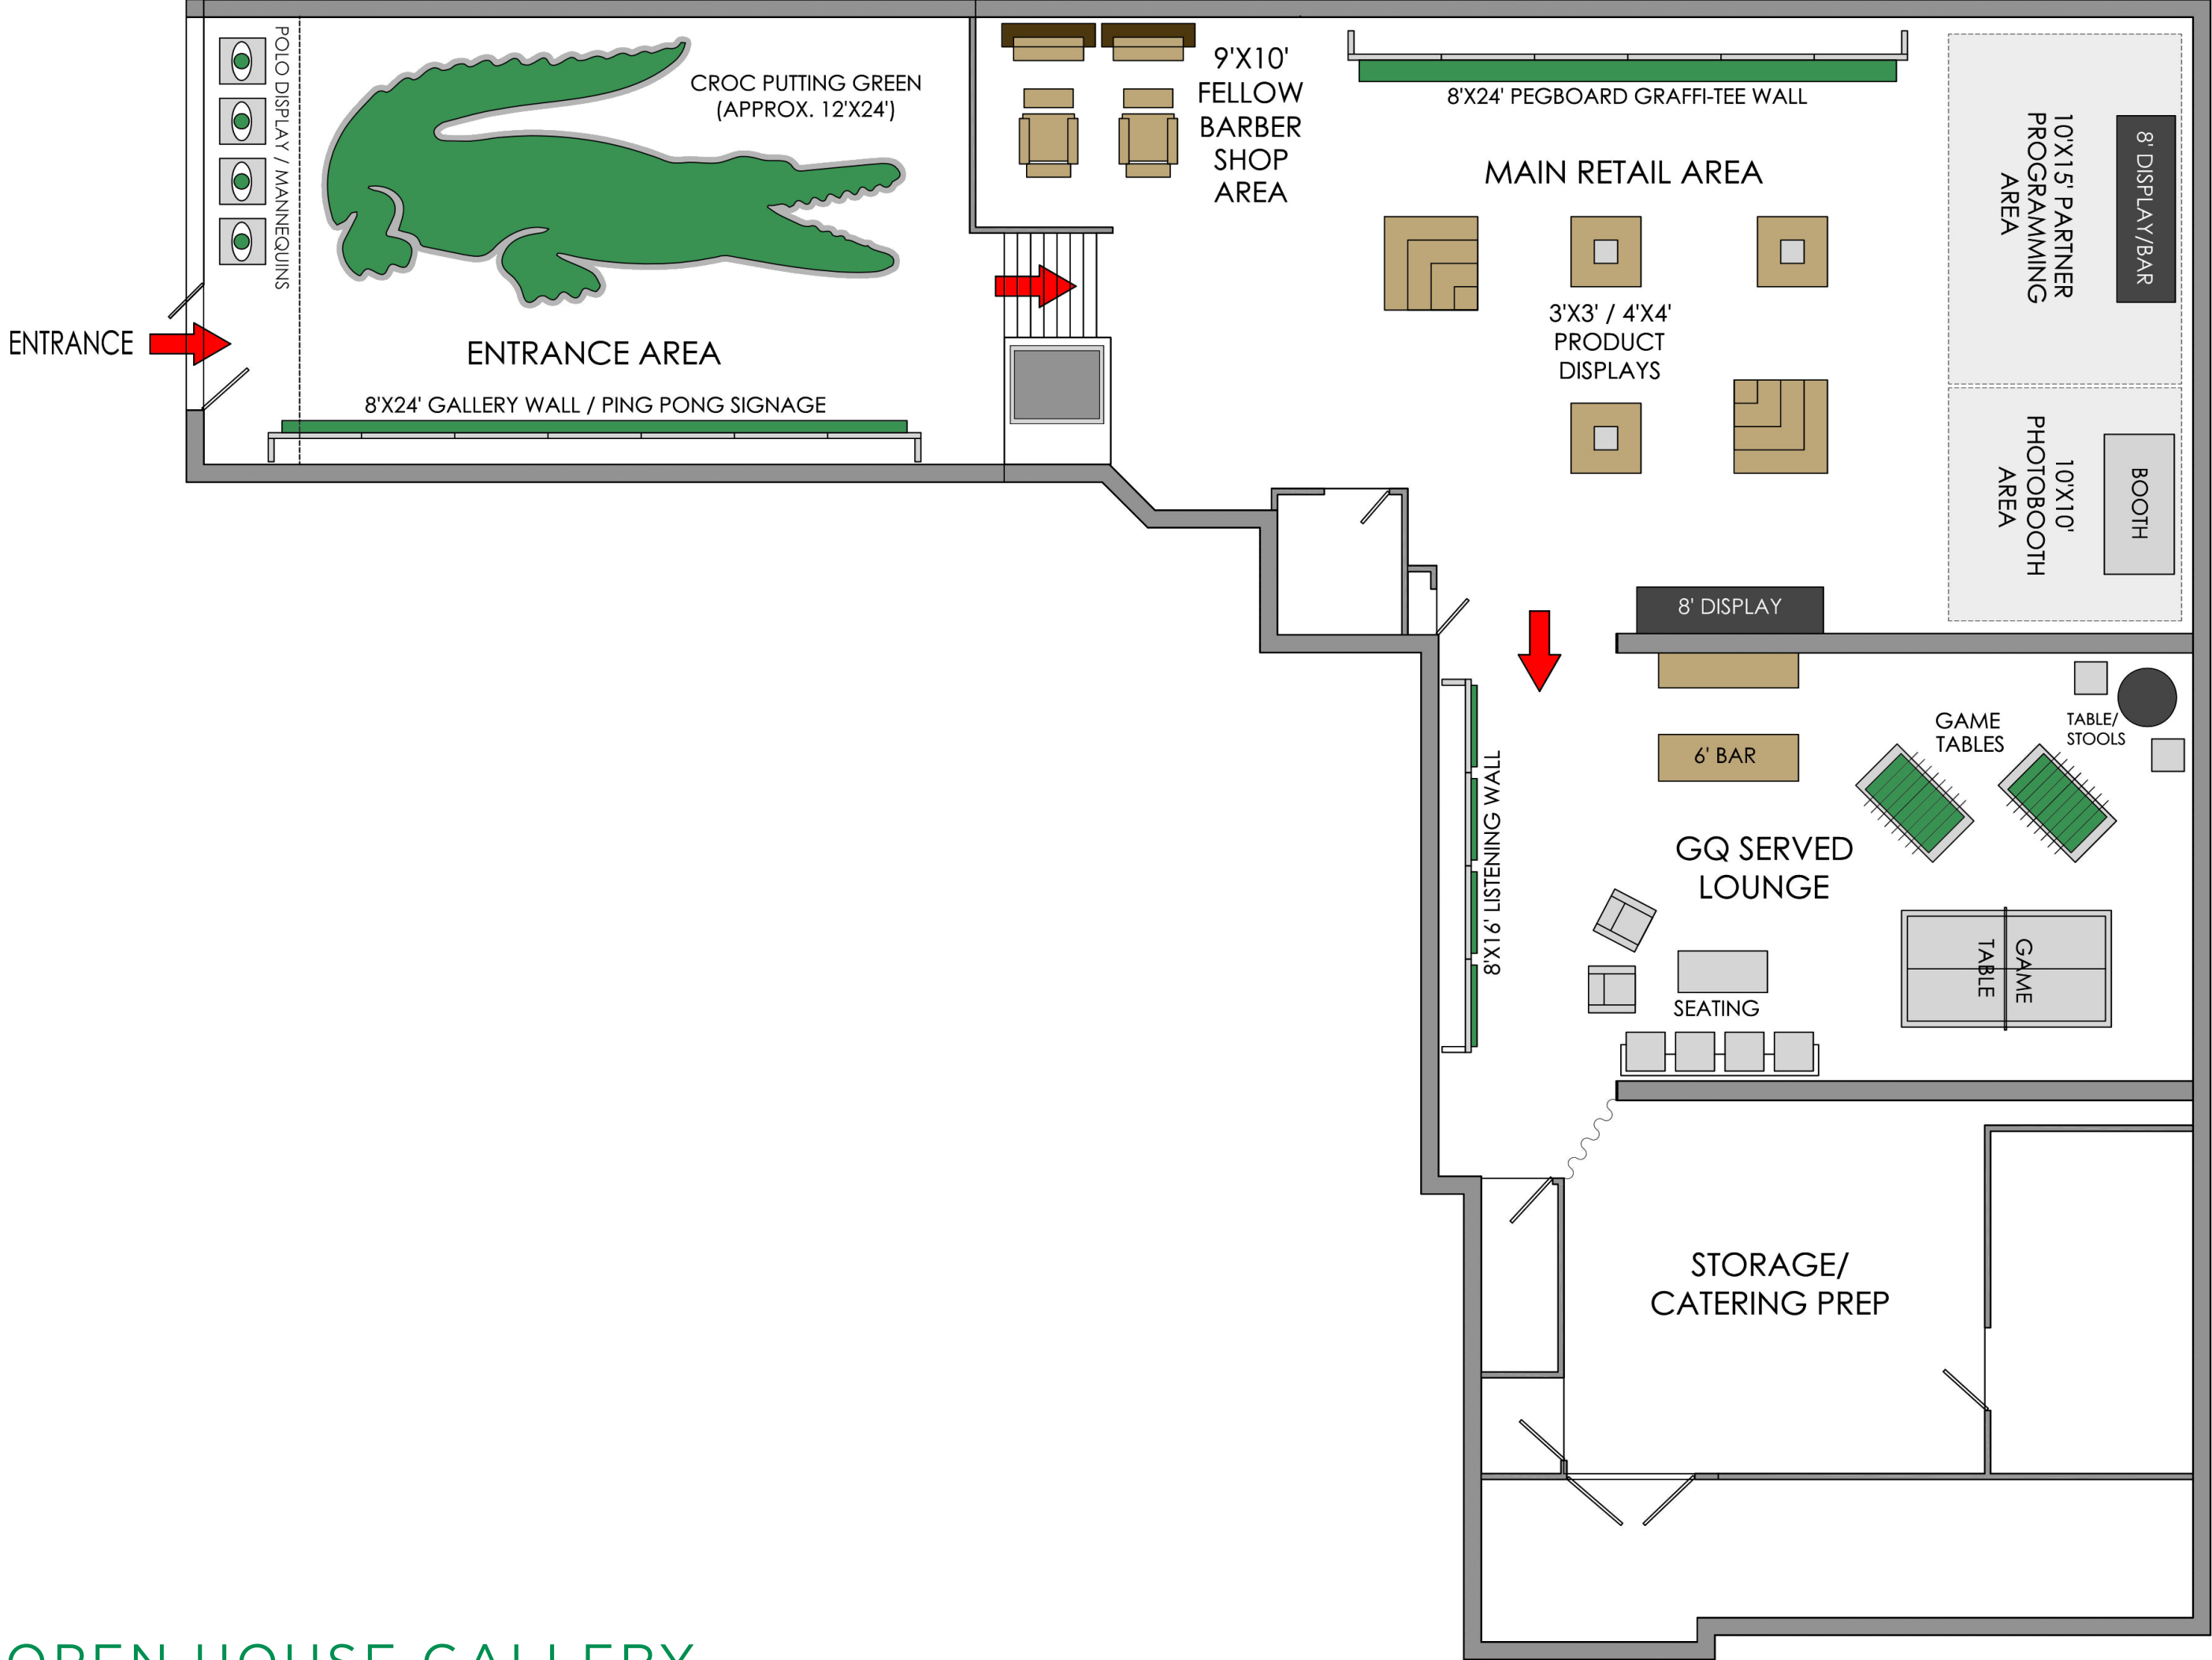 POLO DISPLAY / MANNEQUINS
CROC PUTTING GREEN
(APPROX. 12'X24')
ENTRANCE
ENTRANCE AREA
8'X24' GALLERY WALL / PING PONG SIGNAGE
9'X10'
FELLOW
BARBER
SHOP
AREA
8'X24' PEGBOARD GRAFFI-TEE WALL
MAIN RETAIL AREA
3'X3' / 4'X4'
PRODUCT
DISPLAYS
10'X15' PARTNER
PROGRAMMING
AREA
8' DISPLAY/BAR
10'X10'
PHOTOBOOTH
AREA
BOOTH
8' DISPLAY
6' BAR
GAME
TABLES
TABLE/
STOOLS
8'X16' LISTENING WALL
GQ SERVED
LOUNGE
SEATING
GAME
TABLE
STORAGE/
CATERING PREP
OPEN HOUSE GALLERY